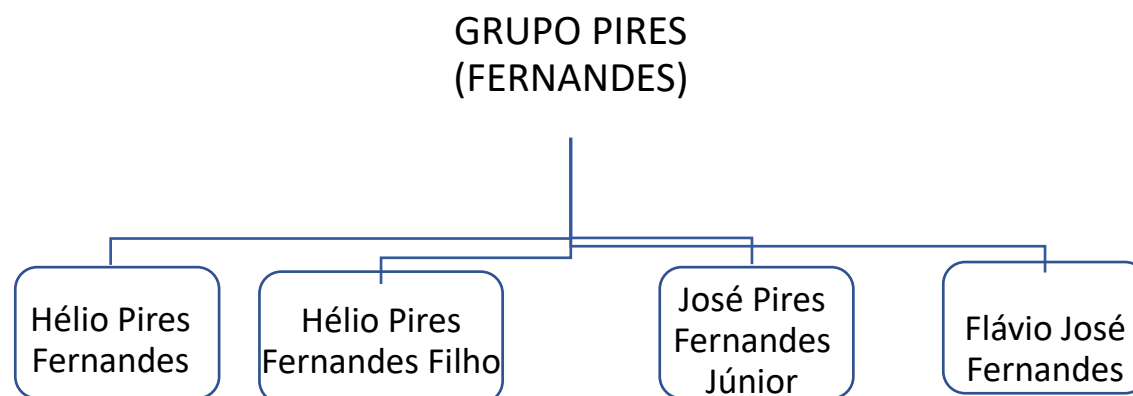 GRUPO PIRES
(FERNANDES)
Hélio Pires
Fernandes
Hélio Pires
Fernandes Filho
José Pires
Fernandes
Júnior
Flávio José
Fernandes